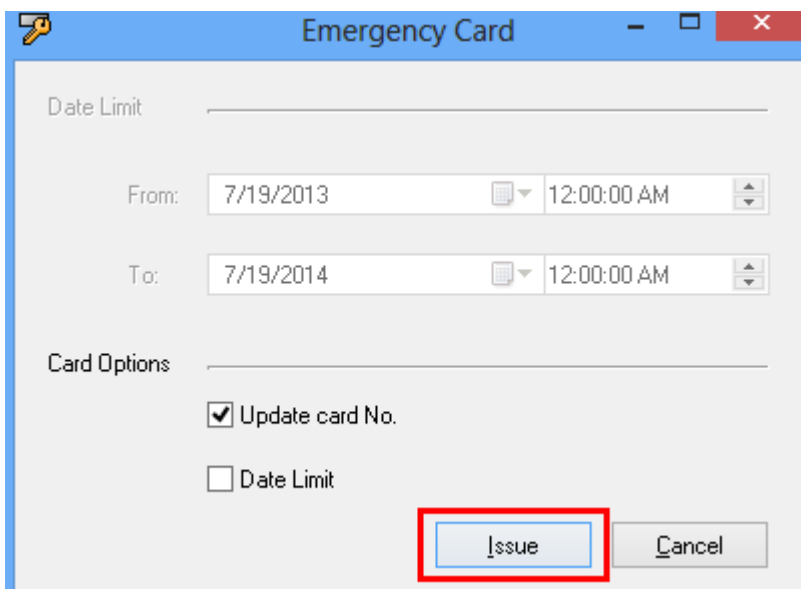 Emergency Card
Date Limit
From: 7/19/2013 12:00:00 AM
To: 7/19/2014 12:00:00 AM
Card Options
Update card No.
Date Limit
Issue Cancel